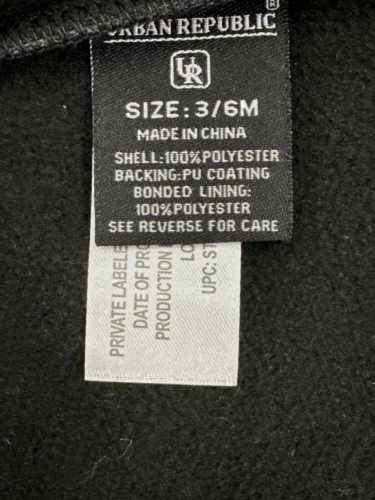 URBAN REPUBLIC
®
UR
SIZE: 3/6M
MADE IN CHINA
SHELL:100%POLYESTER
BACKING:PU COATING
BONDED LINING:
100%POLYESTER
SEE REVERSE FOR CARE
PRIVATE LABELE
DATE OF PRO
PRODUCTION
LO
UPC: ST